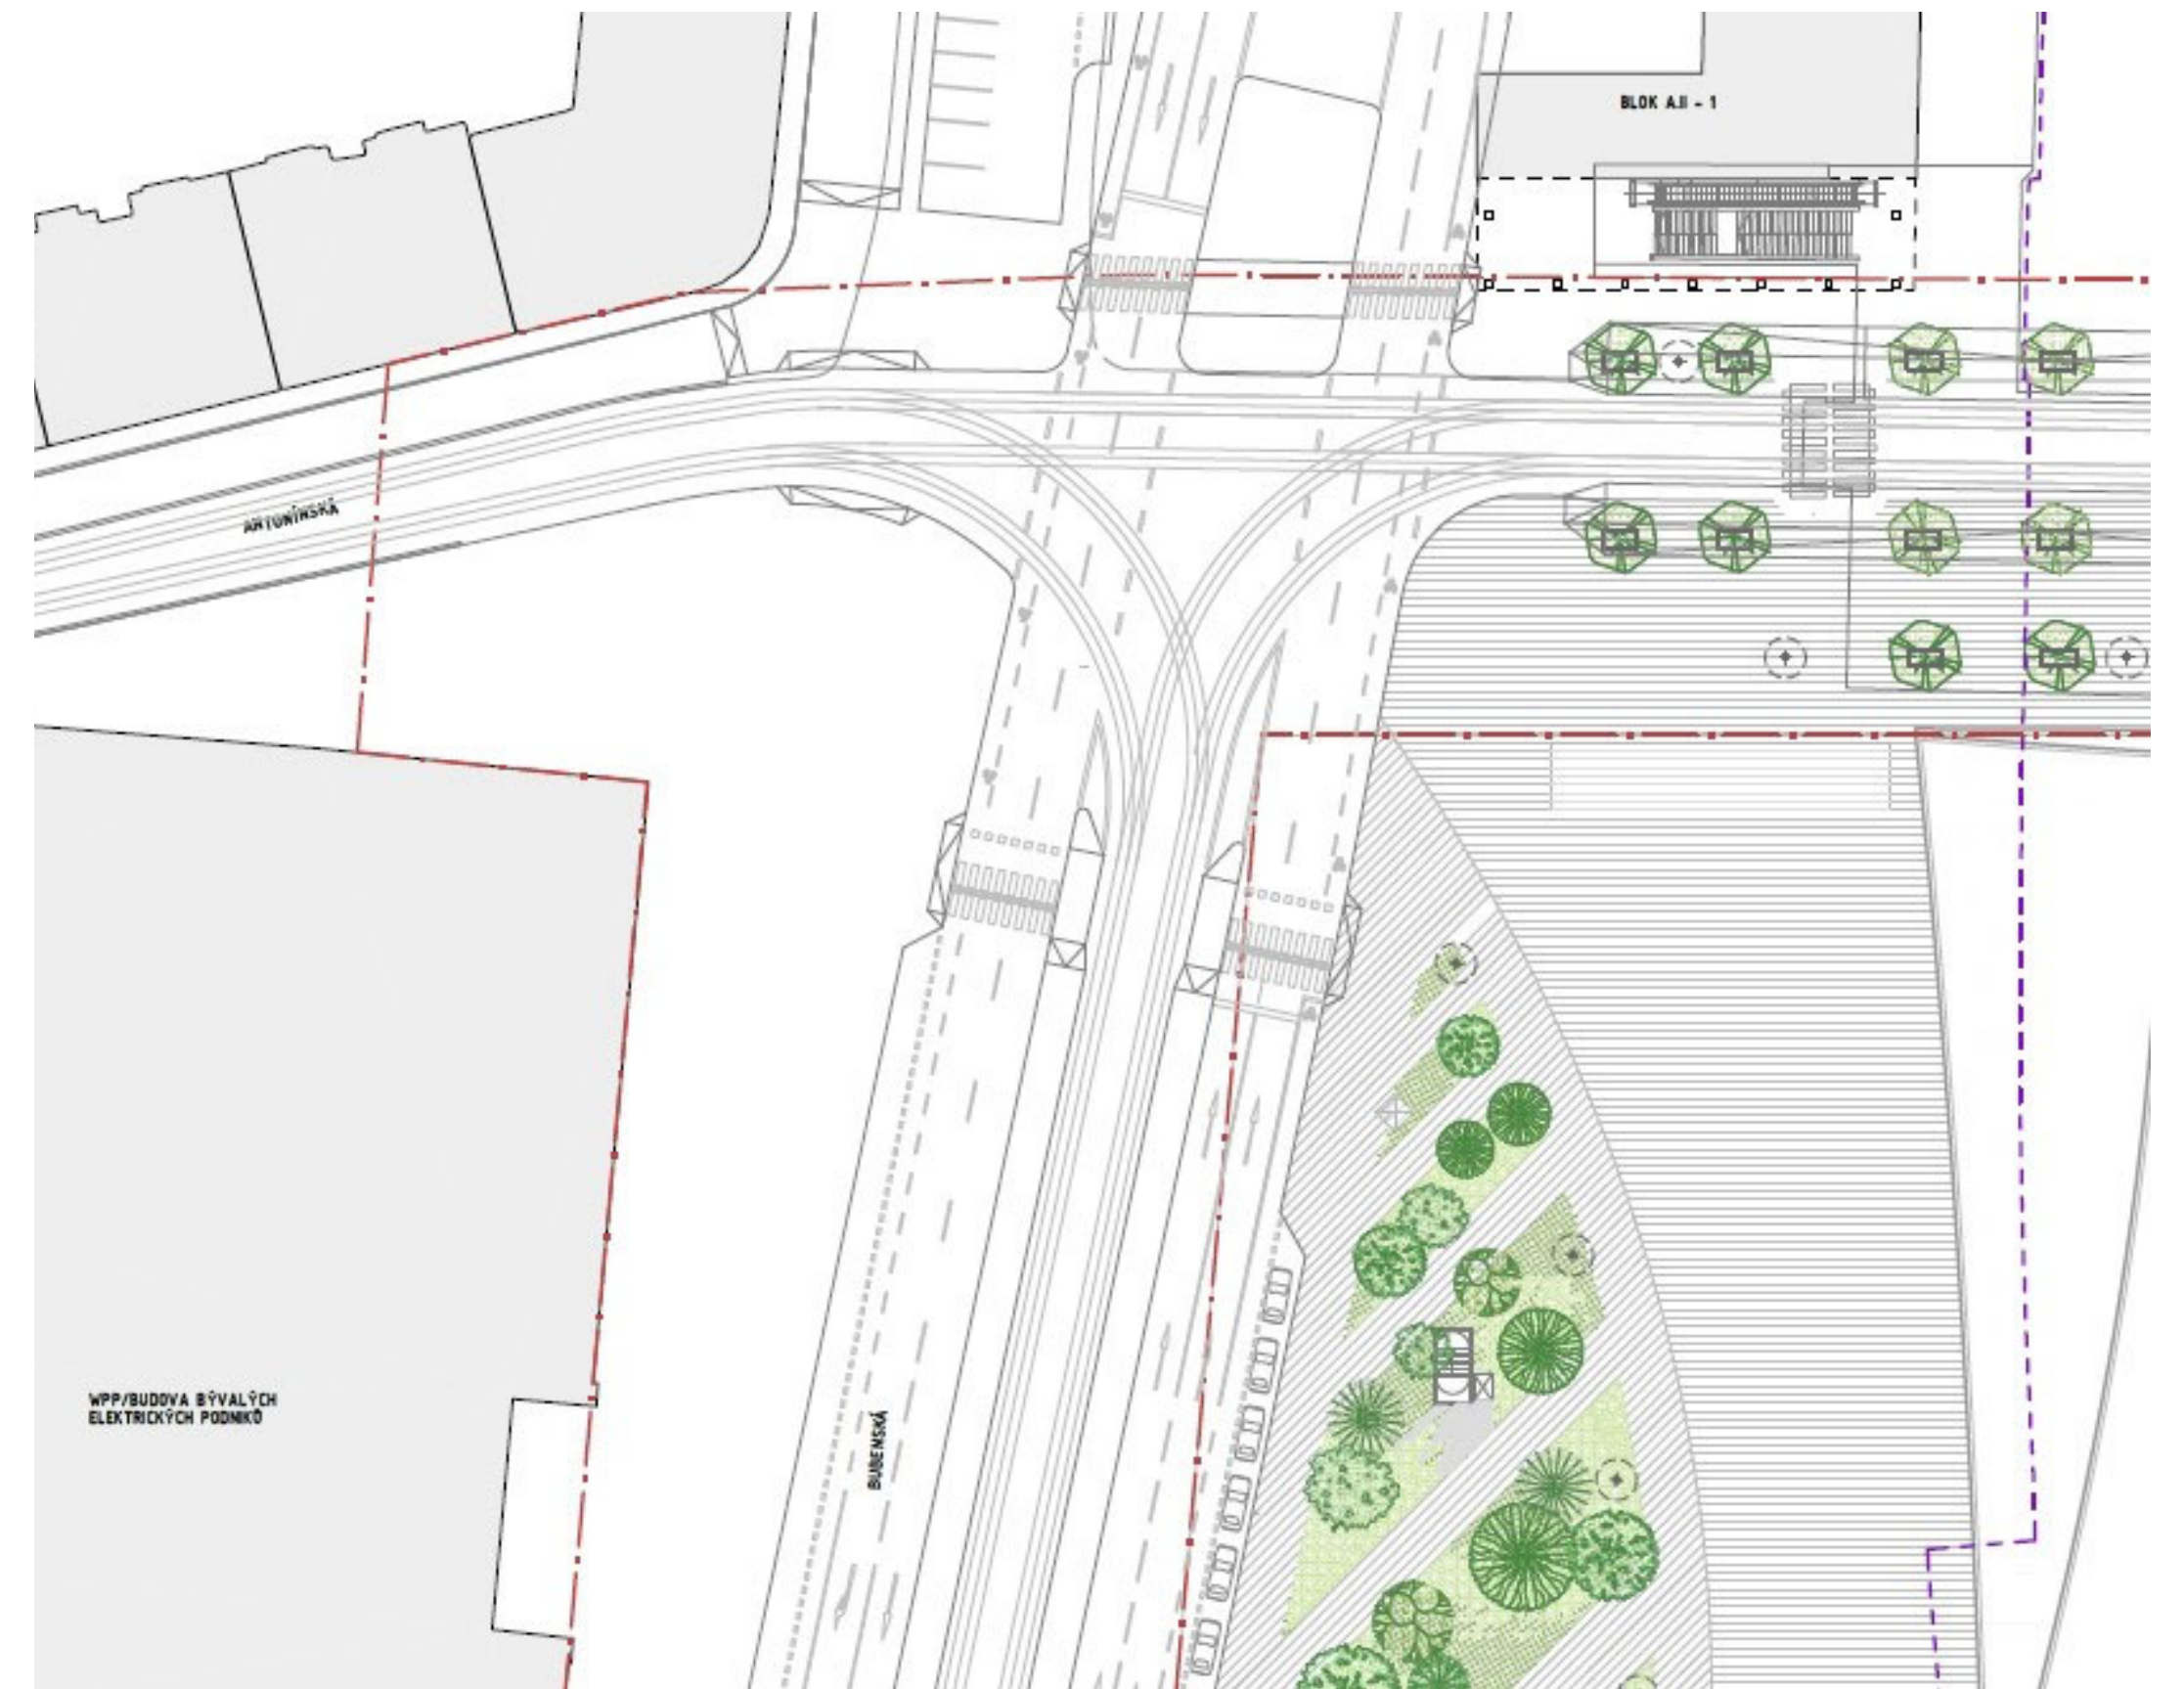 BLOK A.II - 1
ANTONÍNSKÁ
WPP/BUDOVA BÝVALÝCH
ELEKTRICKÝCH PODNIKŮ
BUBENSKÁ